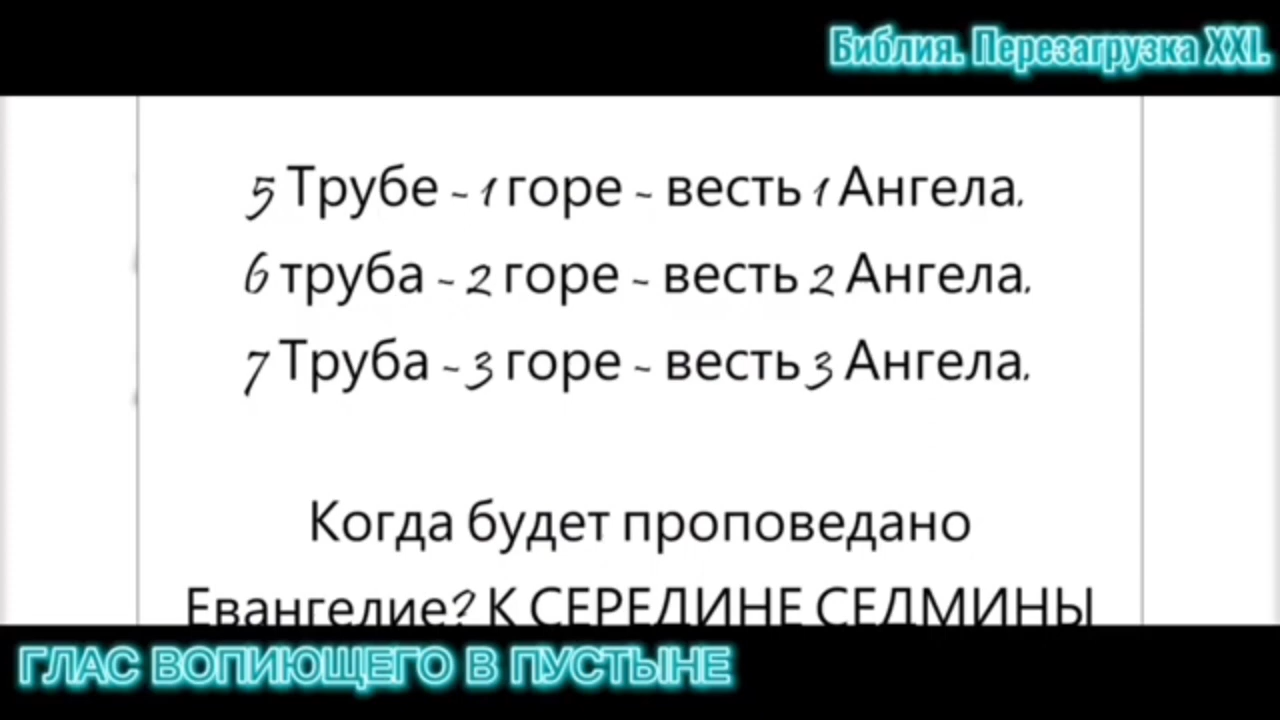 Библия. Перезагрузка XXI.
5 Трубе - 1 горе - весть 1 Ангела.
6 труба - 2 горе - весть 2 Ангела.
7 Труба - 3 горе - весть 3 Ангела.
Когда будет проповедано
Евангелие? К СЕРЕДИНЕ СЕДМИНЫ
ГЛАС ВОПИЮЩЕГО В ПУСТЫНЕ